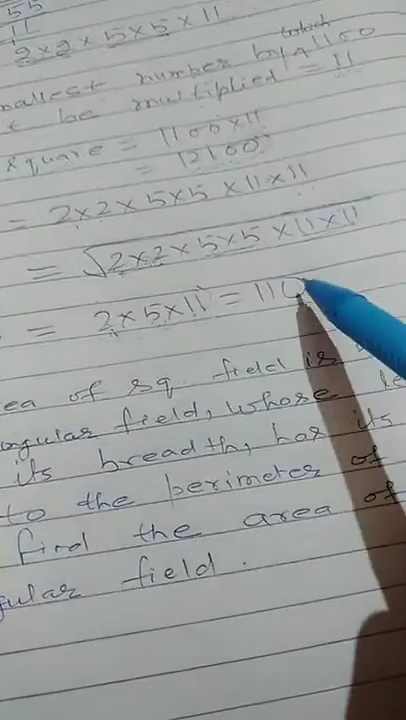 55
11
2×2×5×5×11
number by which 1100
be multiplied = 11
square = 1100×11
= 12100
= 2×2×5×5×11×11
= √2×2×5×5×11×11
= 2×5×11 = 110
of sq. field is
field, whose
its breadth, has its
to the perimeter of
find the area of
field.